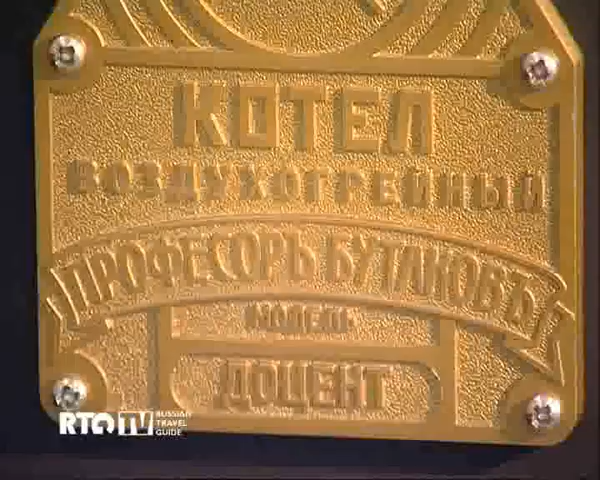 КОТЕЛ
ВОЗДУХОГРЕЙНЫЙ
"ПРОФЕСОРЪ БУТАКОВЪ"
МОДЕЛЬ
ДОЦЕНТ
RTG TV RUSSIAN TRAVEL GUIDE